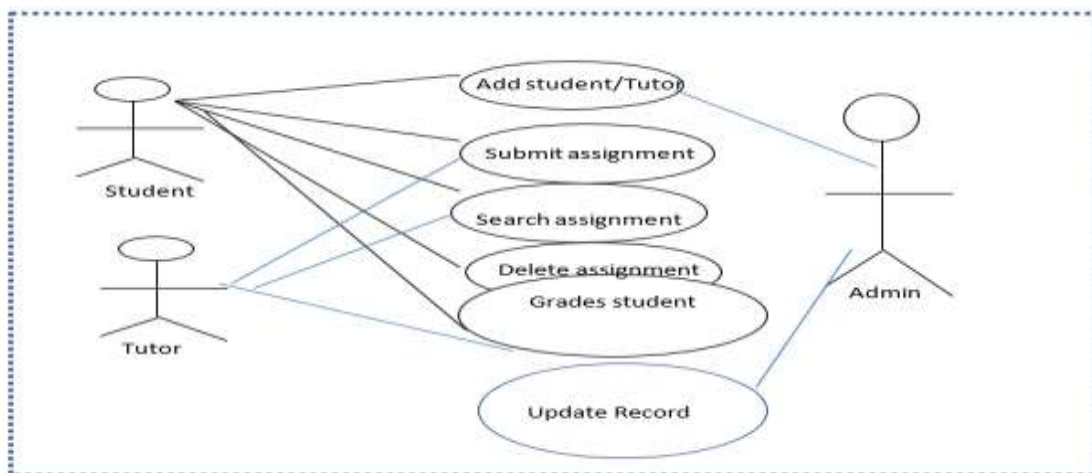 Add student/Tutor
Submit assignment
Student
Search assignment
Delete assignment
Grades student
Admin
Tutor
Update Record